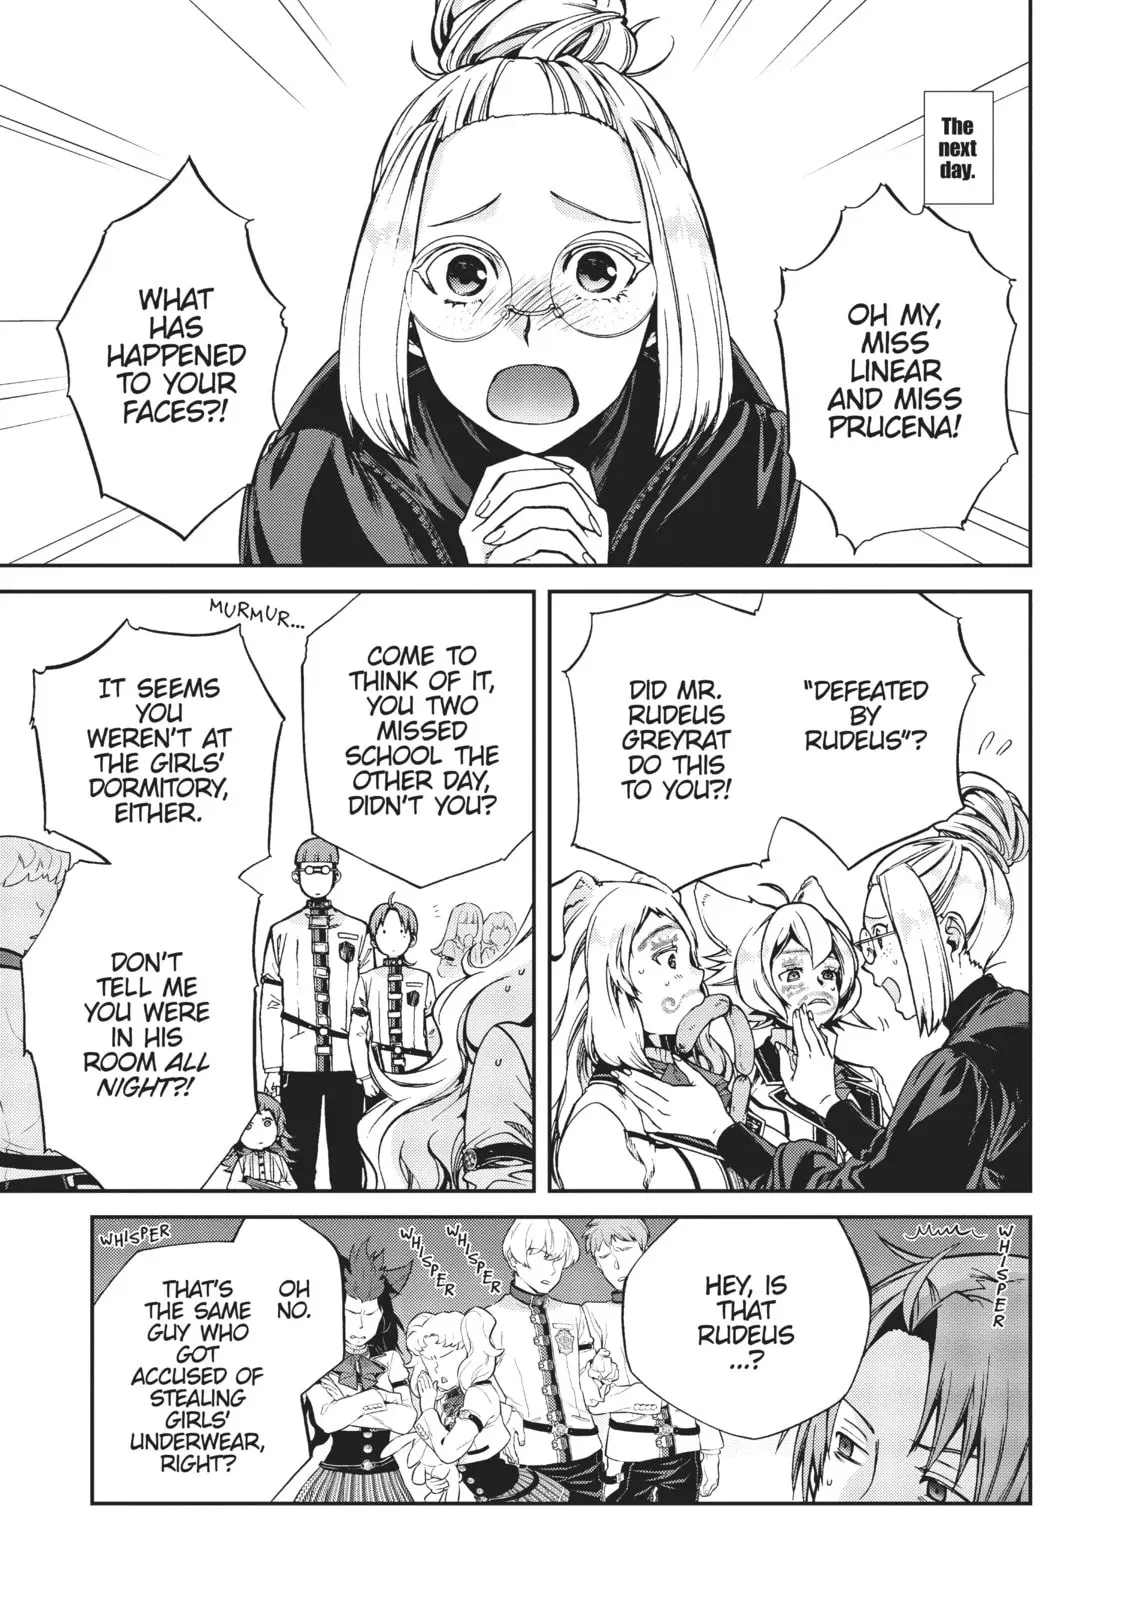 The
next
day.
OH MY,
MISS
LINEAR
AND MISS
PRUCENA!
WHAT
HAS
HAPPENED
TO YOUR
FACES?!
"DEFEATED
BY
RUDEUS"?
DID MR.
RUDEUS
GREYRAT
DO THIS
TO YOU?!
COME TO
THINK OF IT,
YOU TWO
MISSED
SCHOOL THE
OTHER DAY,
DIDN'T YOU?
MURMUR...
IT SEEMS
YOU
WEREN'T AT
THE GIRLS'
DORMITORY,
EITHER.
DON'T
TELL ME
YOU WERE
IN HIS
ROOM ALL
NIGHT?!
WHISPER
HEY, IS
THAT
RUDEUS
...?
WHISPER
WHISPER
OH
NO.
THAT'S
THE SAME
GUY WHO
GOT
ACCUSED OF
STEALING
GIRLS'
UNDERWEAR,
RIGHT?
WHISPER